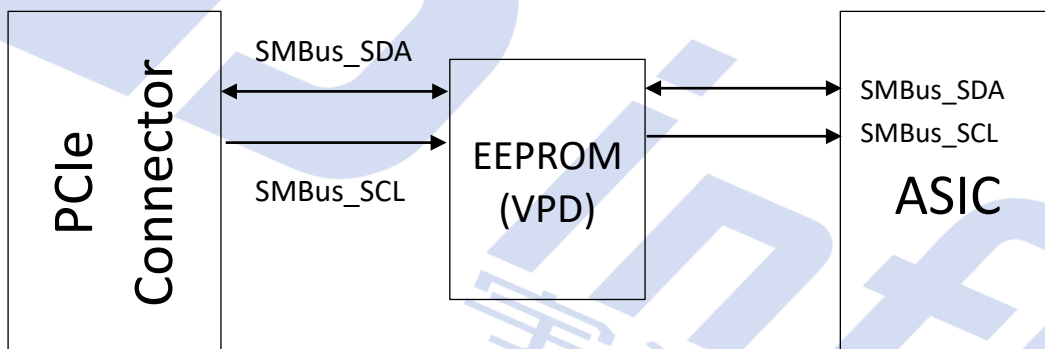 PCIe
Connector
SMBus_SDA
SMBus_SCL
EEPROM
(VPD)
SMBus_SDA
SMBus_SCL
ASIC